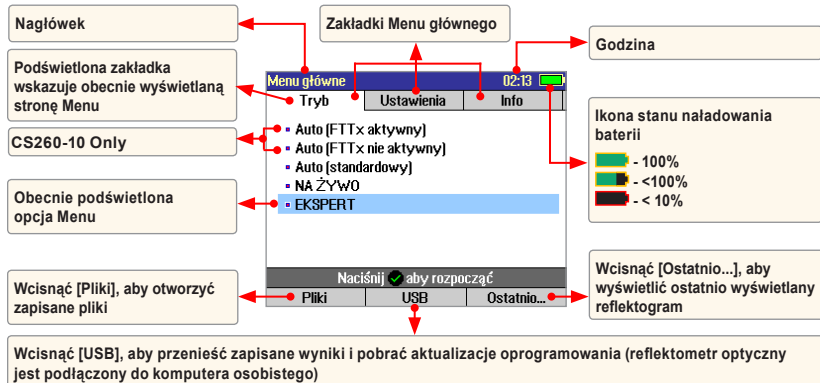 Nagłówek
Zakładki Menu głównego
Godzina
Podświetlona zakładka
wskazuje obecnie wyświetlaną
stronę Menu
Menu główne 02:13
Tryb Ustawienia Info
CS260-10 Only
Auto (FTTx aktywny)
Auto (FTTx nie aktywny)
Auto (standardowy)
NA ŻYWO
EKSPERT
Ikona stanu naładowania
baterii
- 100%
- <100%
- < 10%
Obecnie podświetlona
opcja Menu
Naciśnij aby rozpocząć
Pliki USB Ostatnio...
Wcisnąć [Pliki], aby otworzyć
zapisane pliki
Wcisnąć [Ostatnio...], aby
wyświetlić ostatnio wyświetlany
reflektogram
Wcisnąć [USB], aby przenieść zapisane wyniki i pobrać aktualizacje oprogramowania (reflektometr optyczny
jest podłączony do komputera osobistego)